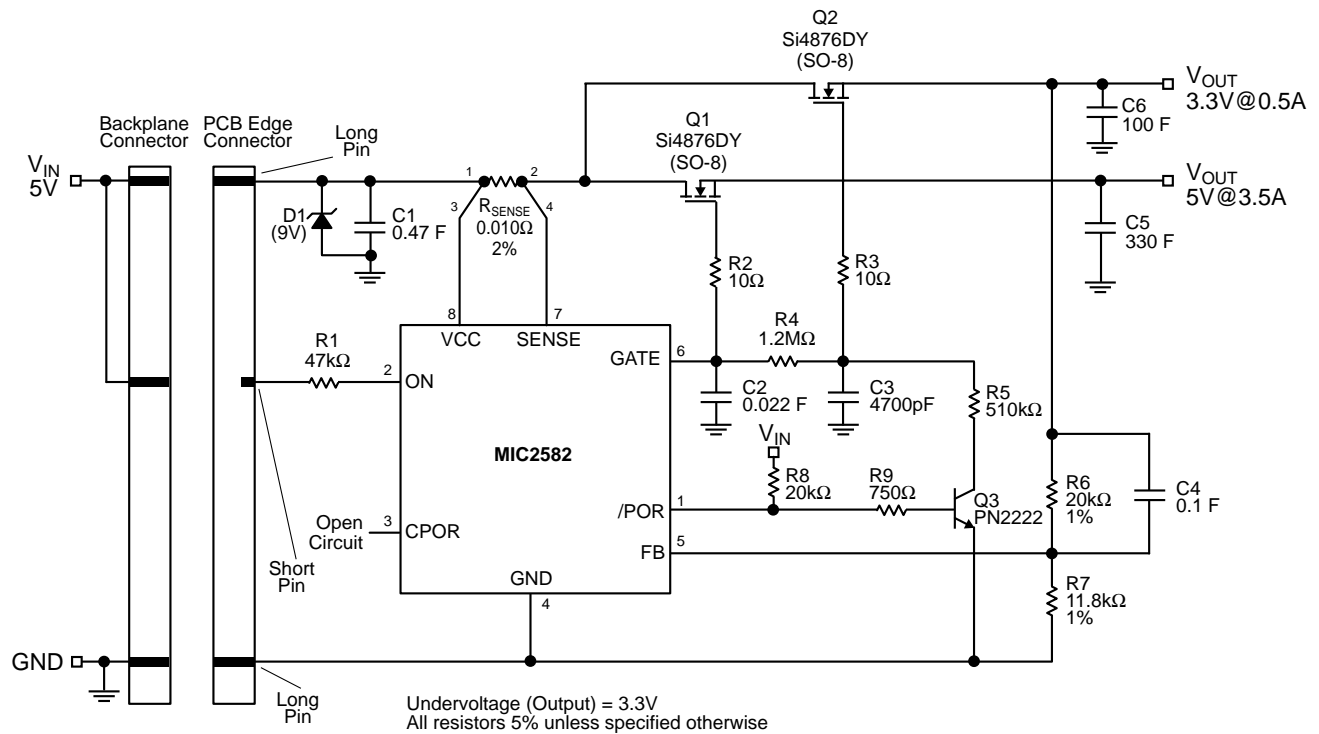 Q2
Si4876DY
(SO-8)
V_OUT
3.3V@0.5A
C6
100 F
Backplane
Connector
PCB Edge
Connector
Long
Pin
Q1
Si4876DY
(SO-8)
V_IN
5V
1
2
3
4
R_SENSE
0.010Ω
2%
D1
(9V)
C1
0.47 F
V_OUT
5V@3.5A
C5
330 F
R2
10Ω
R3
10Ω
R1
47kΩ
8
7
VCC
SENSE
2
ON
GATE
6
R4
1.2MΩ
C2
0.022 F
C3
4700pF
R5
510kΩ
MIC2582
V_IN
R8
20kΩ
R9
750Ω
Q3
PN2222
R6
20kΩ
1%
C4
0.1 F
Open
Circuit
3
CPOR
/POR
1
FB
5
Short
Pin
GND
4
R7
11.8kΩ
1%
GND
Long
Pin
Undervoltage (Output) = 3.3V
All resistors 5% unless specified otherwise